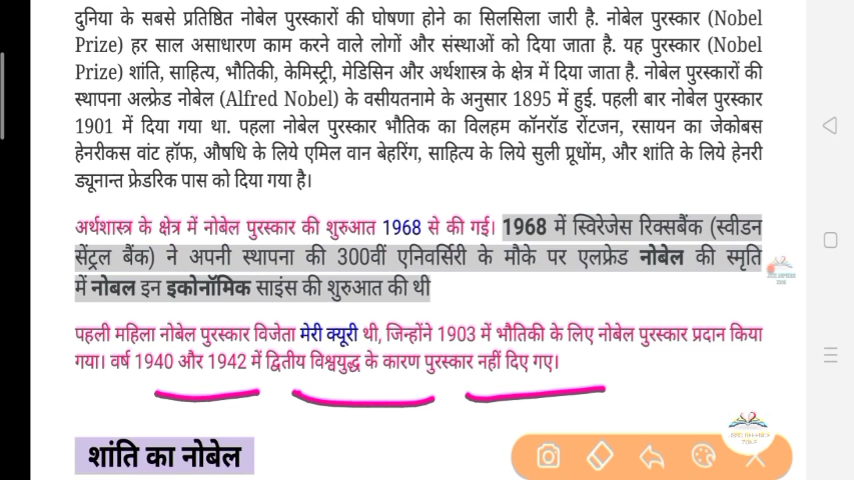 दुनिया के सबसे प्रतिष्ठित नोबेल पुरस्कारों की घोषणा होने का सिलसिला जारी है. नोबेल पुरस्कार (Nobel
Prize) हर साल असाधारण काम करने वाले लोगों और संस्थाओं को दिया जाता है. यह पुरस्कार (Nobel
Prize) शांति, साहित्य, भौतिकी, केमिस्ट्री, मेडिसिन और अर्थशास्त्र के क्षेत्र में दिया जाता है. नोबेल पुरस्कारों की
स्थापना अल्फ्रेड नोबेल (Alfred Nobel) के वसीयतनामे के अनुसार 1895 में हुई. पहली बार नोबेल पुरस्कार
1901 में दिया गया था. पहला नोबेल पुरस्कार भौतिक का विलहम कॉनरॉड रोंटजन, रसायन का जेकोबस
हेनरीकस वांट हॉफ, औषधि के लिये एमिल वान बेहरिंग, साहित्य के लिये सुली प्रूधोंम, और शांति के लिये हेनरी
ड्यूनान्त फ्रेडरिक पास को दिया गया है।
अर्थशास्त्र के क्षेत्र में नोबेल पुरस्कार की शुरुआत 1968 से की गई। 1968 में स्विरेजेस रिक्सबैंक (स्वीडन
सेंट्रल बैंक) ने अपनी स्थापना की 300वीं एनिवर्सिरी के मौके पर एलफ्रेड नोबेल की स्मृति
में नोबल इन इकोनॉमिक साइंस की शुरुआत की थी
पहली महिला नोबेल पुरस्कार विजेता मेरी क्यूरी थी, जिन्होंने 1903 में भौतिकी के लिए नोबेल पुरस्कार प्रदान किया
गया। वर्ष 1940 और 1942 में द्वितीय विश्वयुद्ध के कारण पुरस्कार नहीं दिए गए।
शांति का नोबेल